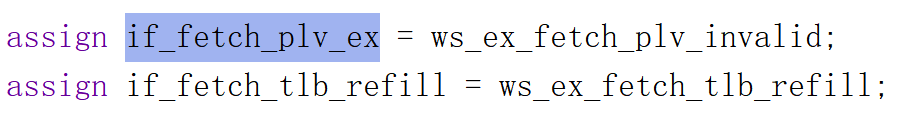 assign if_fetch_plv_ex = ws_ex_fetch_plv_invalid;
assign if_fetch_tlb_refill = ws_ex_fetch_tlb_refill;